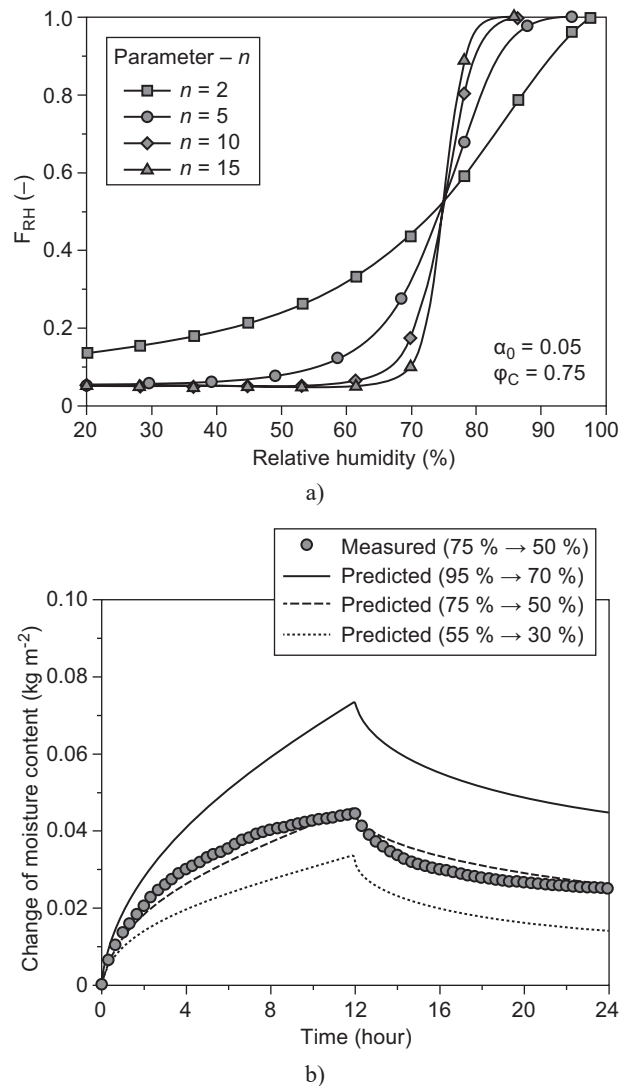 1.0
0.8
0.6
0.4
0.2
0
F_RH (–)
Parameter – n
n = 2
n = 5
n = 10
n = 15
α₀ = 0.05
φ_C = 0.75
20 30 40 50 60 70 80 90 100
Relative humidity (%)
a)
Measured (75 % → 50 %)
Predicted (95 % → 70 %)
Predicted (75 % → 50 %)
Predicted (55 % → 30 %)
0.10
0.08
0.06
0.04
0.02
0
Change of moisture content (kg m⁻²)
0 4 8 12 16 20 24
Time (hour)
b)